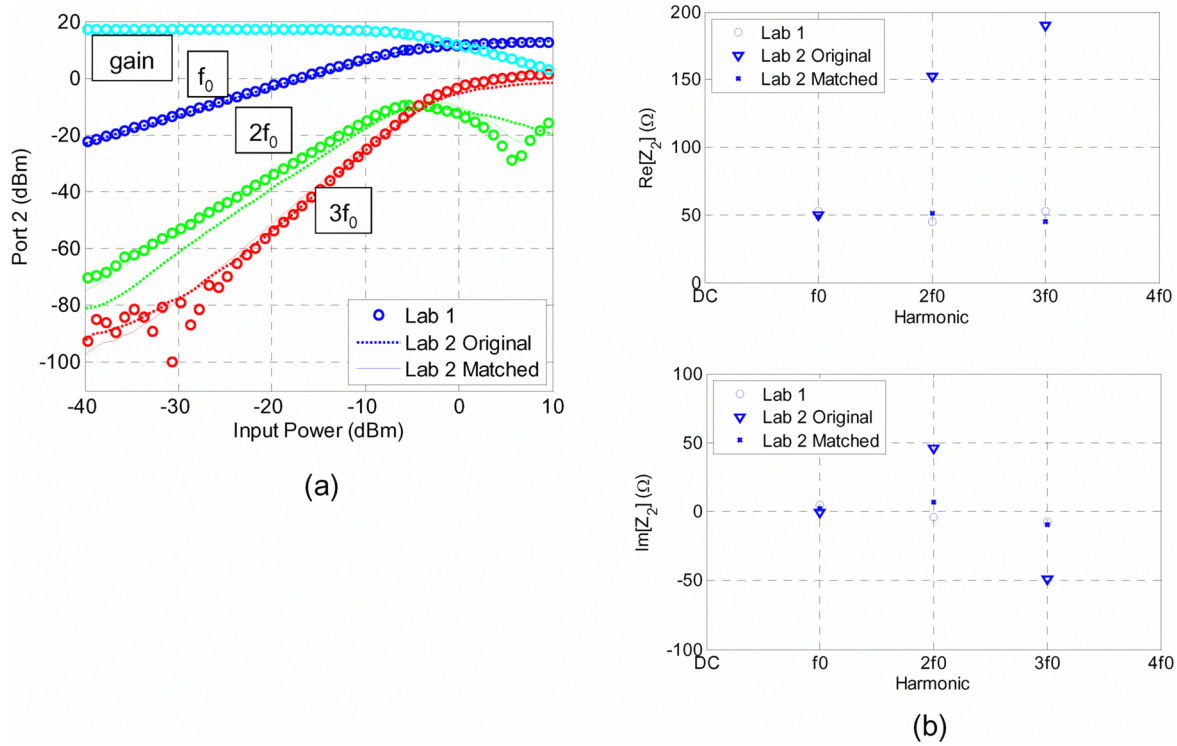 20
0
-20
-40
-60
-80
-100
Port 2 (dBm)
gain
f0
2f0
3f0
Lab 1
Lab 2 Original
Lab 2 Matched
-40
-30
-20
-10
0
10
Input Power (dBm)
(a)
200
150
100
50
0
Re[Z2] (Ω)
Lab 1
Lab 2 Original
Lab 2 Matched
DC
f0
2f0
3f0
4f0
Harmonic
100
50
0
-50
-100
Im[Z2] (Ω)
Lab 1
Lab 2 Original
Lab 2 Matched
DC
f0
2f0
3f0
4f0
Harmonic
(b)